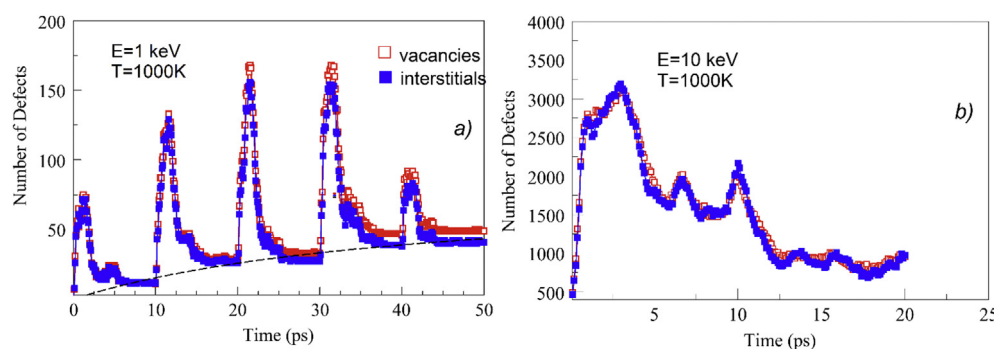 200
150
100
50
Number of Defects
E=1 keV
T=1000K
vacancies
interstitials
a)
0 10 20 30 40 50
Time (ps)
4000
3500
3000
2500
2000
1500
1000
500
Number of Defects
E=10 keV
T=1000K
b)
5 10 15 20 25
Time (ps)